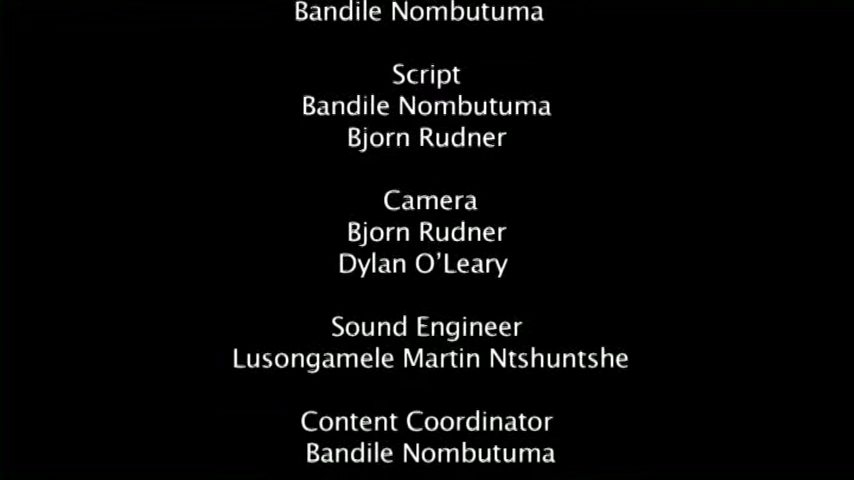 Bandile Nombutuma
Script
Bandile Nombutuma
Bjorn Rudner
Camera
Bjorn Rudner
Dylan O’Leary
Sound Engineer
Lusongamele Martin Ntshuntshe
Content Coordinator
Bandile Nombutuma